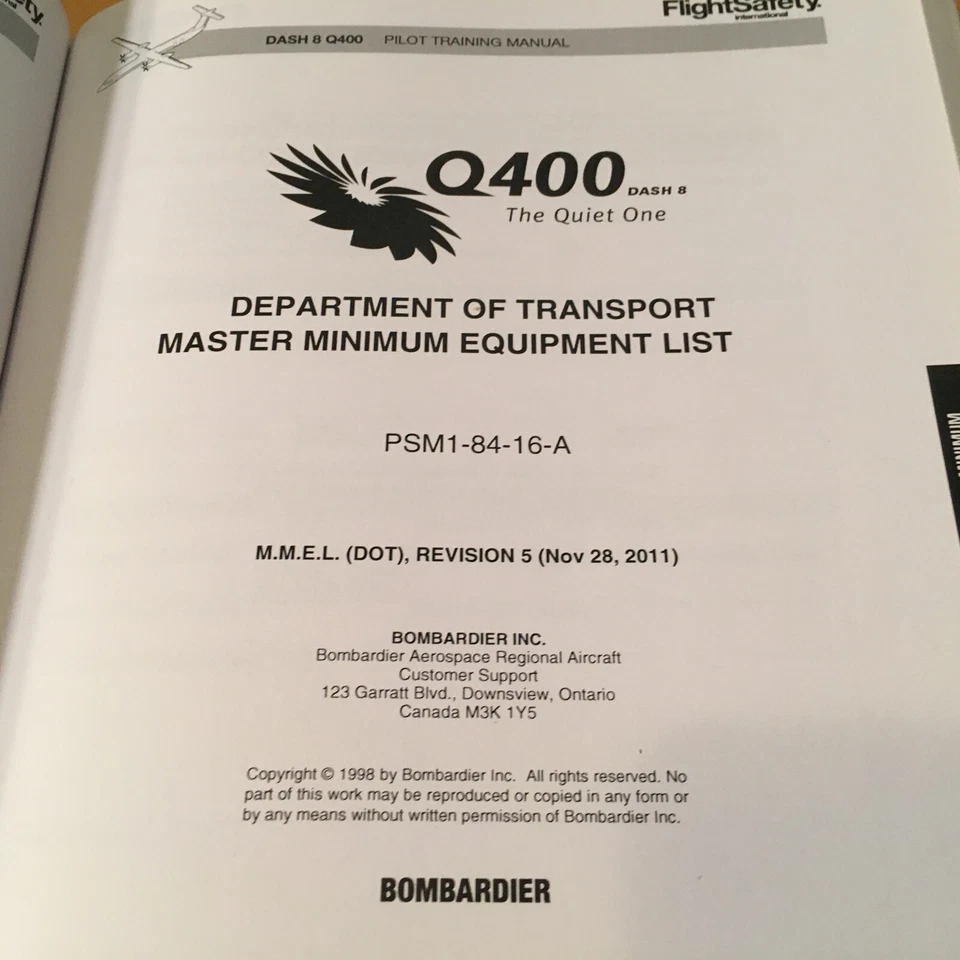 FlightSafety.
international
DASH 8 Q400 PILOT TRAINING MANUAL
Q400 DASH 8
The Quiet One
DEPARTMENT OF TRANSPORT
MASTER MINIMUM EQUIPMENT LIST
PSM1-84-16-A
M.M.E.L. (DOT), REVISION 5 (Nov 28, 2011)
BOMBARDIER INC.
Bombardier Aerospace Regional Aircraft
Customer Support
123 Garratt Blvd., Downsview, Ontario
Canada M3K 1Y5
Copyright © 1998 by Bombardier Inc. All rights reserved. No
part of this work may be reproduced or copied in any form or
by any means without written permission of Bombardier Inc.
BOMBARDIER
MINIMUM